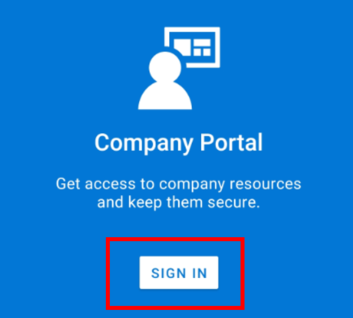 Company Portal
Get access to company resources
and keep them secure.
SIGN IN